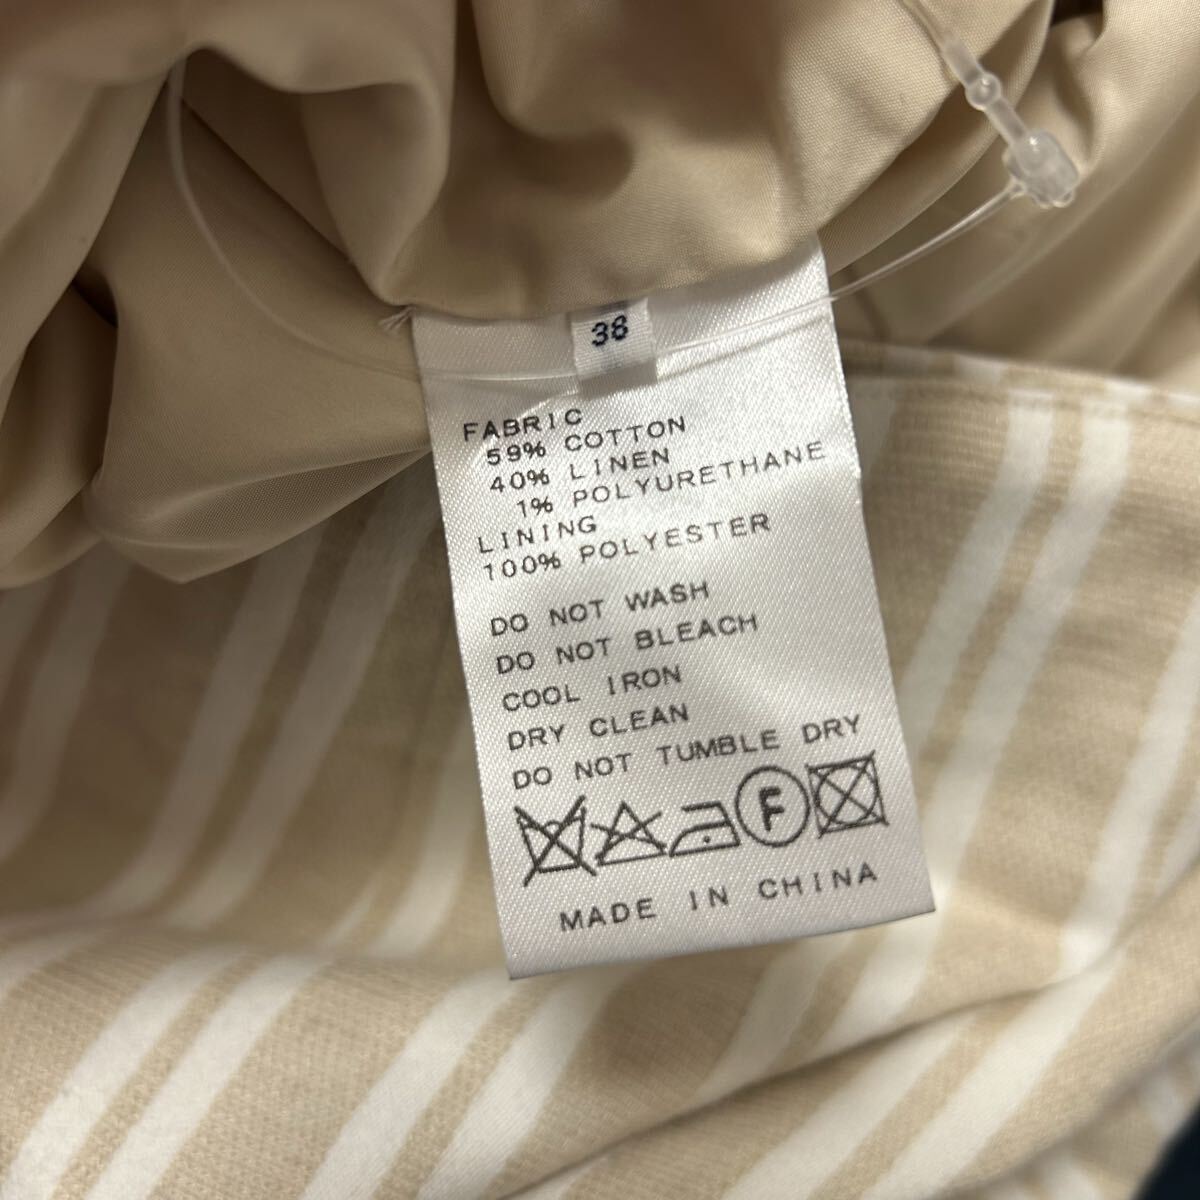 38
FABRIC
59% COTTON
40% LINEN
1% POLYURETHANE
LINING
100% POLYESTER
DO NOT WASH
DO NOT BLEACH
COOL IRON
DRY CLEAN
DO NOT TUMBLE DRY
F
MADE IN CHINA